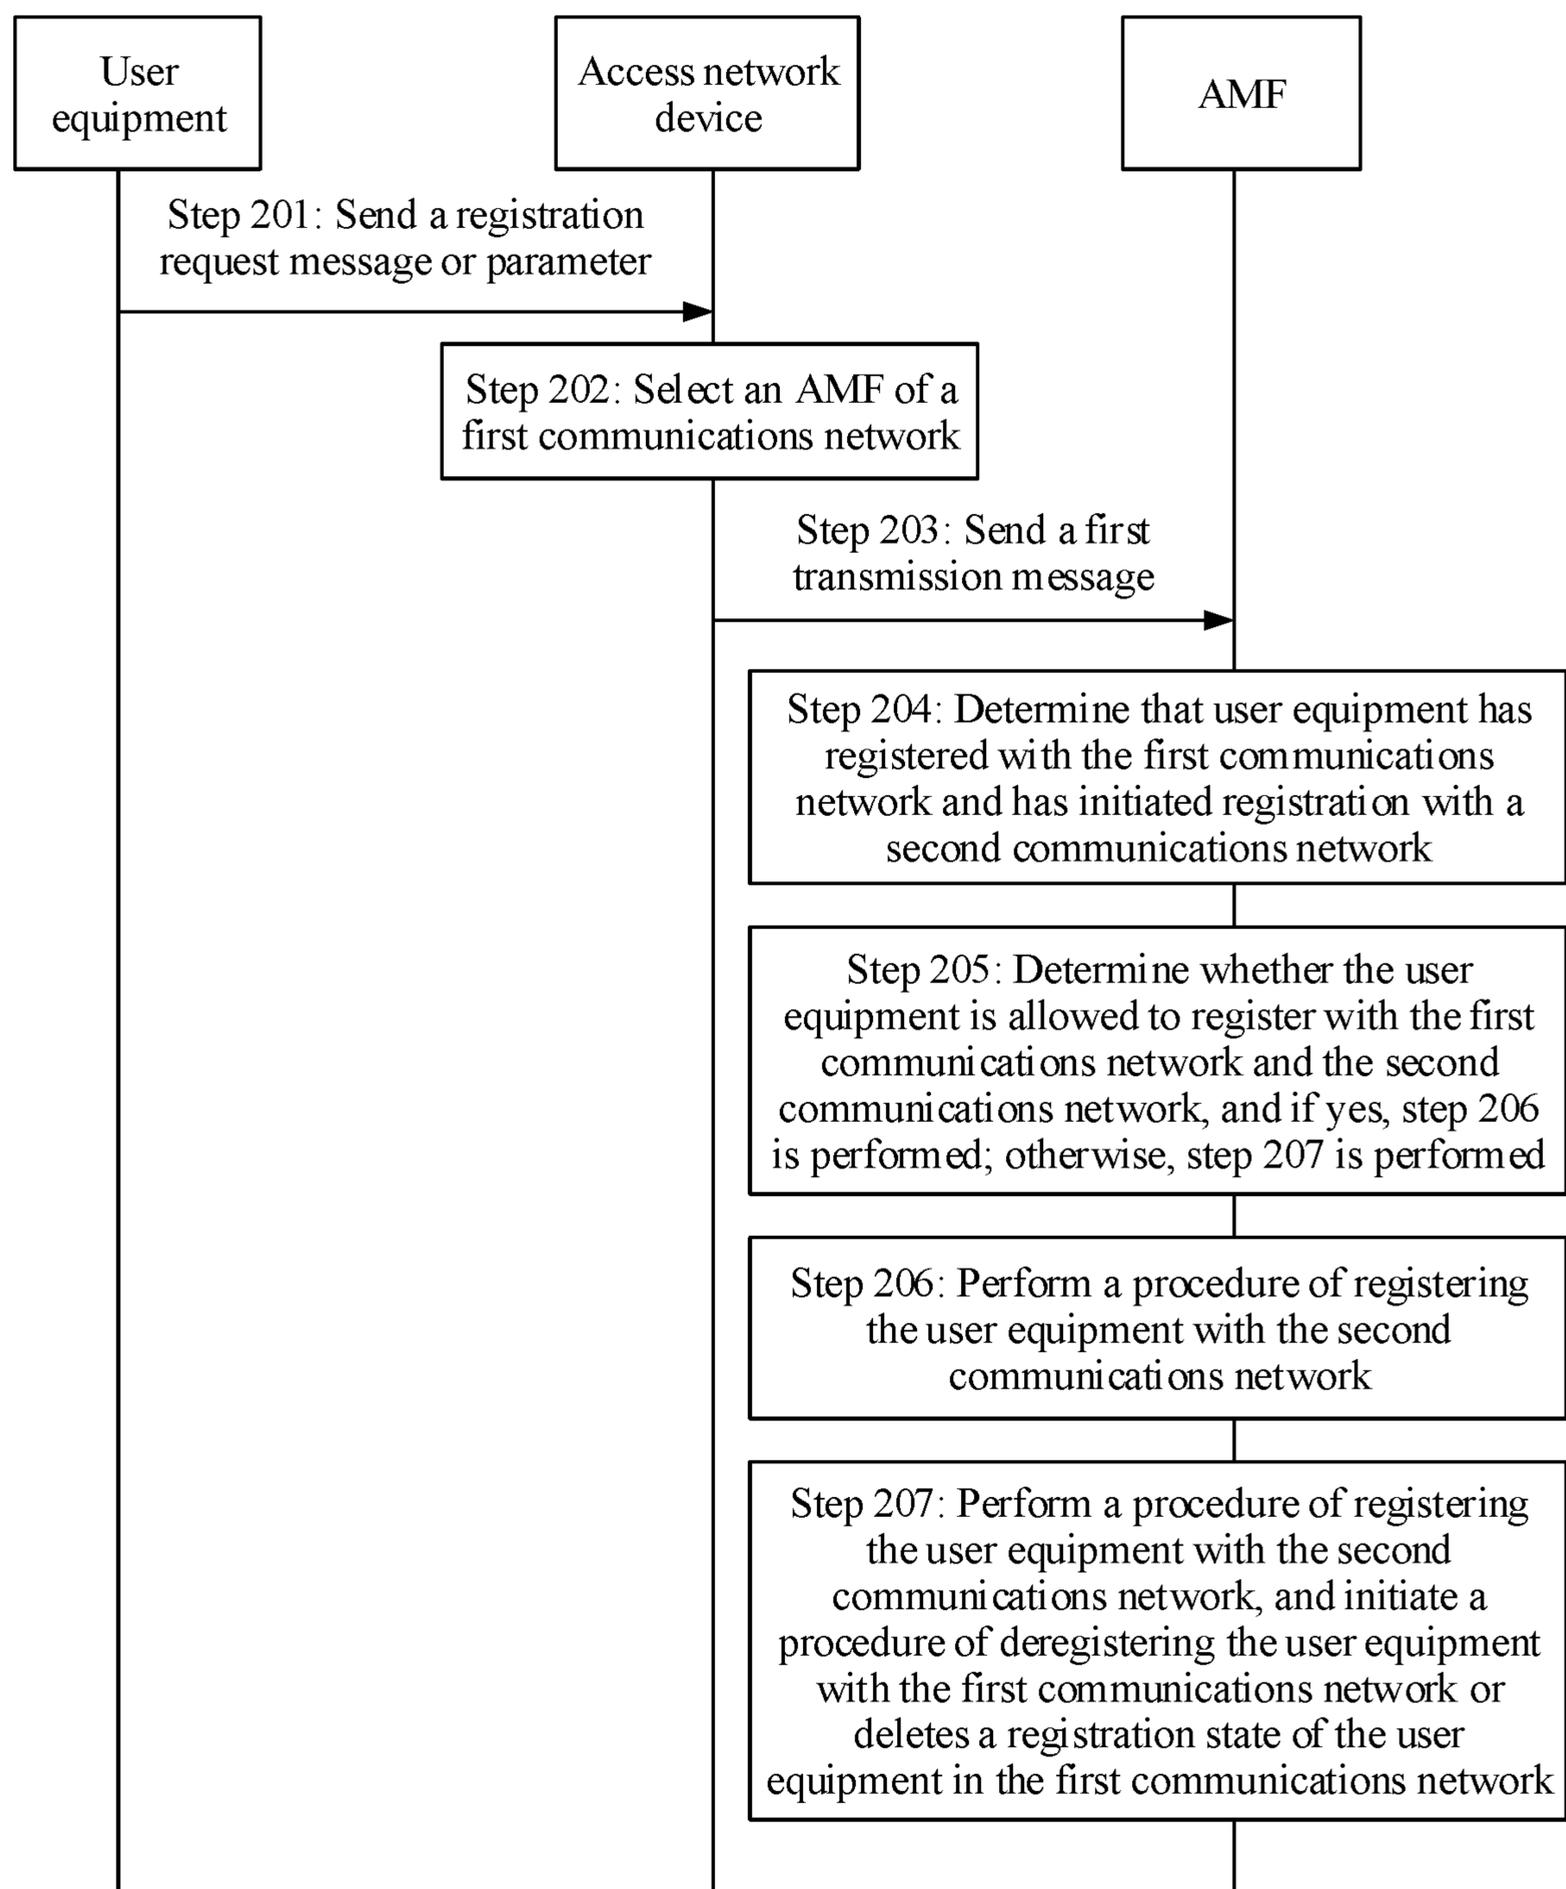 User
equipment
Access network
device
AMF
Step 201: Send a registration
request message or parameter
Step 202: Select an AMF of a
first communications network
Step 203: Send a first
transmission message
Step 204: Determine that user equipment has
registered with the first communications
network and has initiated registration with a
second communications network
Step 205: Determine whether the user
equipment is allowed to register with the first
communications network and the second
communications network, and if yes, step 206
is performed; otherwise, step 207 is performed
Step 206: Perform a procedure of registering
the user equipment with the second
communications network
Step 207: Perform a procedure of registering
the user equipment with the second
communications network, and initiate a
procedure of deregistering the user equipment
with the first communications network or
deletes a registration state of the user
equipment in the first communications network